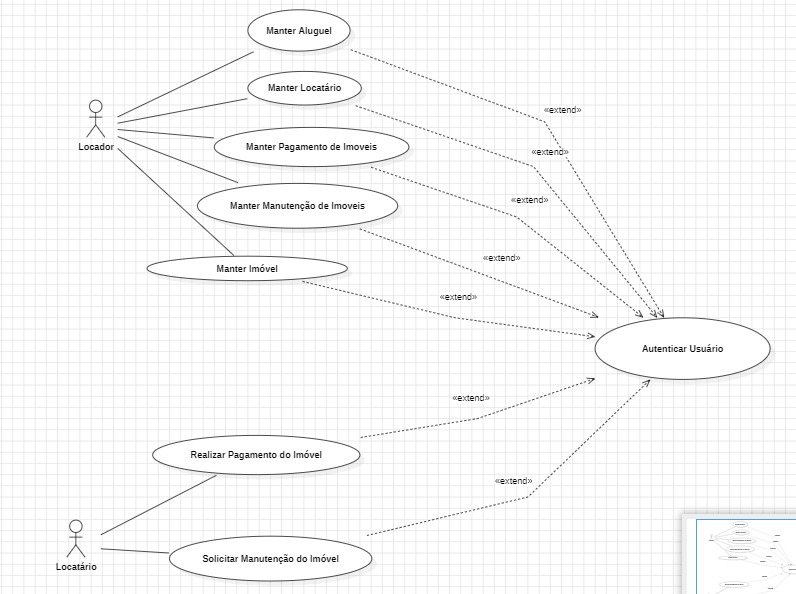 Manter Aluguel
Manter Locatário
«extend»
Locador
Manter Pagamento de Imoveis
«extend»
Manter Manutenção de Imoveis
«extend»
Manter Imóvel
«extend»
«extend»
Autenticar Usuário
«extend»
Realizar Pagamento do Imóvel
«extend»
Solicitar Manutenção do Imóvel
Locatário